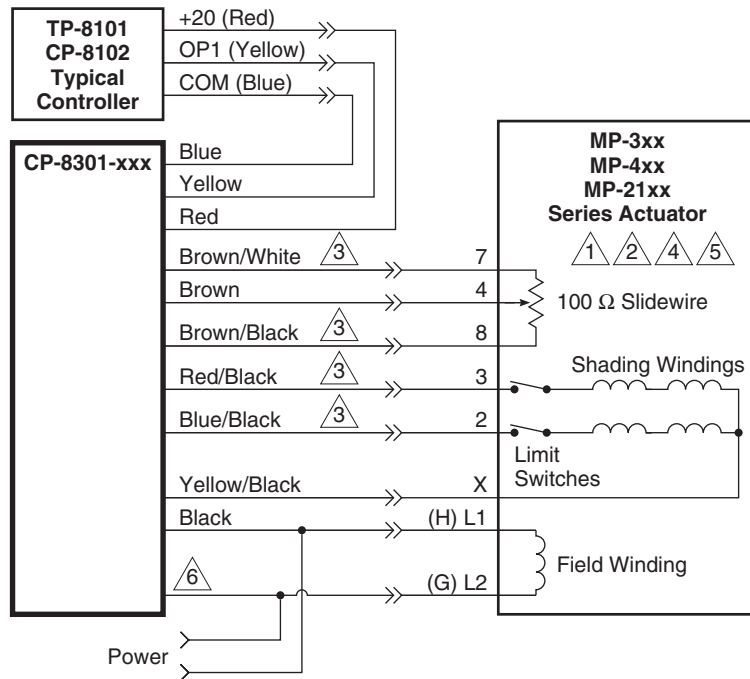 TP-8101
CP-8102
Typical
Controller
+20 (Red)
OP1 (Yellow)
COM (Blue)
CP-8301-xxx
Blue
Yellow
Red
Brown/White 3 7
Brown 4
Brown/Black 3 8
Red/Black 3 3
Blue/Black 3 2
Yellow/Black X
Black (H) L1
6 (G) L2
Power
MP-3xx
MP-4xx
MP-21xx
Series Actuator
1 2 4 5
100 Ω Slidewire
Shading Windings
Limit
Switches
Field Winding